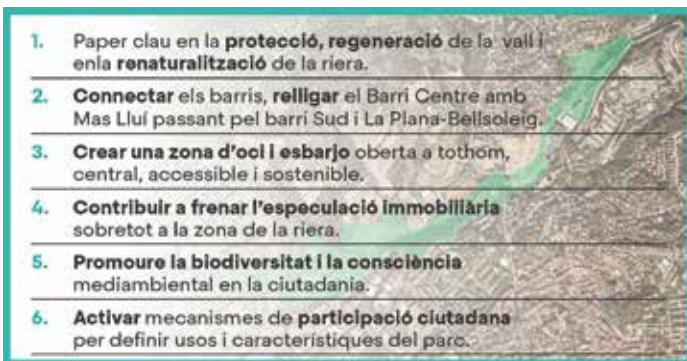 1. Paper clau en la protecció, regeneració de la vall i
enla renaturalització de la riera.
2. Connectar els barris, relligar el Barri Centre amb
Mas Lluí passant pel barri Sud i La Plana-Bellsoleig.
3. Crear una zona d'oci i esbarjo oberta a tothom,
central, accessible i sostenible.
4. Contribuir a frenar l'especulació immobiliària
sobretot a la zona de la riera.
5. Promoure la biodiversitat i la consciència
mediambiental en la ciutadania.
6. Activar mecanismes de participació ciutadana
per definir usos i característiques del parc.